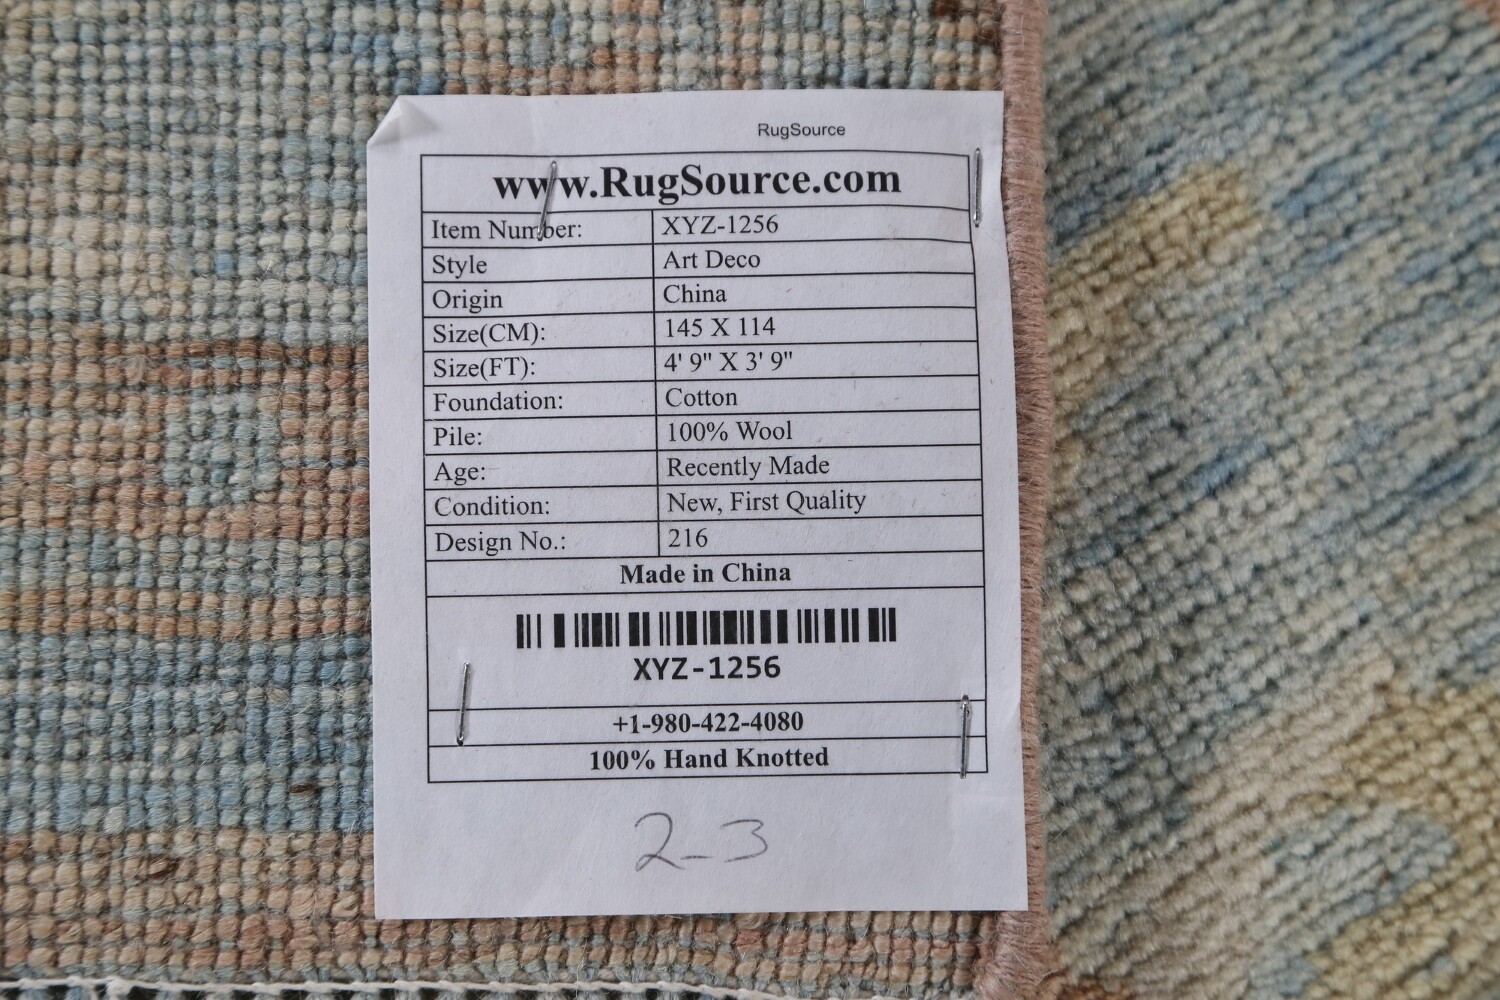 RugSource
www.RugSource.com
Item Number: XYZ-1256
Style Art Deco
Origin China
Size(CM): 145 X 114
Size(FT): 4' 9" X 3' 9"
Foundation: Cotton
Pile: 100% Wool
Age: Recently Made
Condition: New, First Quality
Design No.: 216
Made in China
XYZ-1256
+1-980-422-4080
100% Hand Knotted
2-3